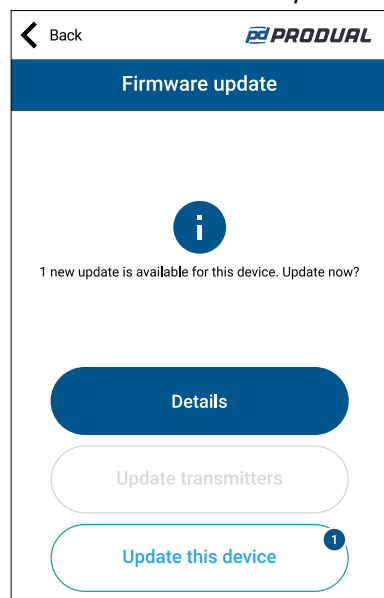 Back
PRODUAL
Firmware update
1 new update is available for this device. Update now?
Details
Update transmitters
1
Update this device